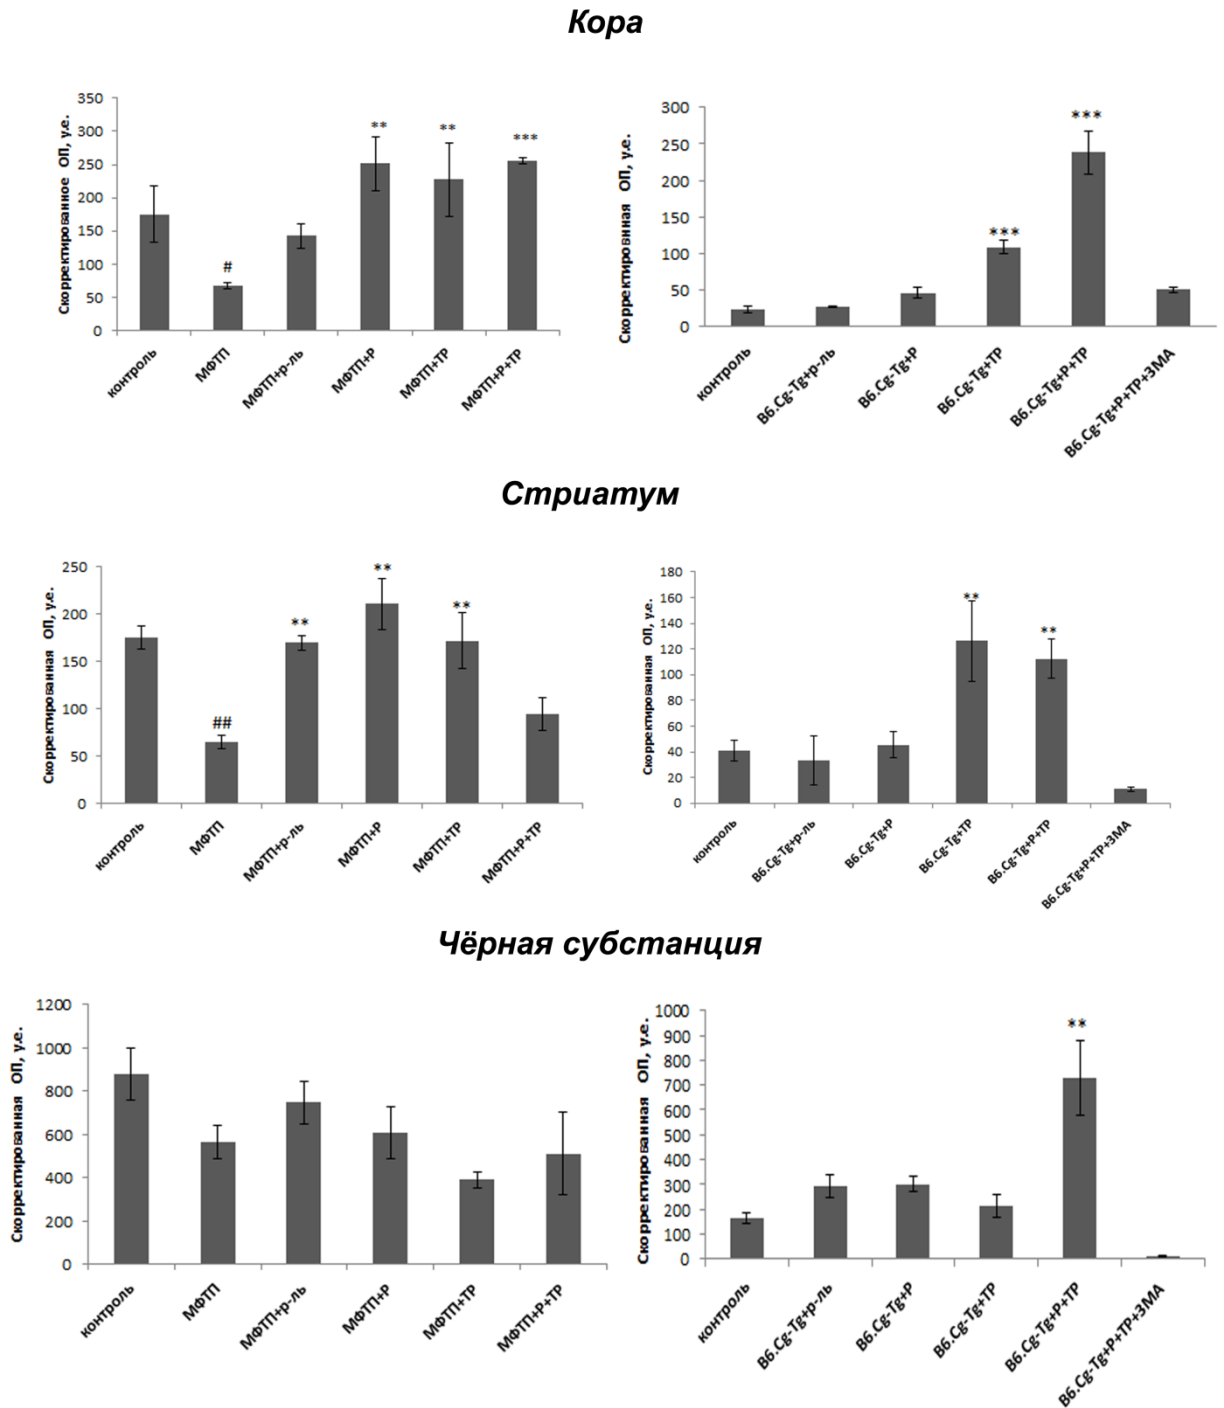 Кора
Скорректированное ОП, у.е.
350
300
250
200
150
100
50
0
#
**
**
***
контроль
МФТП
МФТП+р-ль
МФТП+Р
МФТП+ТР
МФТП+Р+ТР
Скорректировнная ОП, у.е.
300
250
200
150
100
50
0
***
***
контроль
B6.Cg-Tg+р-ль
B6.Cg-Tg+Р
B6.Cg-Tg+ТР
B6.Cg-Tg+Р+ТР
B6.Cg-Tg+Р+ТР+3МА
Стриатум
Скорректированная ОП, у.е.
250
200
150
100
50
0
##
**
**
**
контроль
МФТП
МФТП+р-ль
МФТП+Р
МФТП+ТР
МФТП+Р+ТР
Скорректированная ОП, у.е.
180
160
140
120
100
80
60
40
20
0
**
**
контроль
B6.Cg-Tg+р-ль
B6.Cg-Tg+Р
B6.Cg-Tg+ТР
B6.Cg-Tg+Р+ТР
B6.Cg-Tg+Р+ТР+3МА
Чёрная субстанция
Скорректированная ОП, у.е.
1200
1000
800
600
400
200
0
контроль
МФТП
МФТП+р-ль
МФТП+Р
МФТП+ТР
МФТП+Р+ТР
Скорректированная ОП, у.е.
1000
900
800
700
600
500
400
300
200
100
0
**
контроль
B6.Cg-Tg+р-ль
B6.Cg-Tg+Р
B6.Cg-Tg+ТР
B6.Cg-Tg+Р+ТР
B6.Cg-Tg+Р+ТР+3МА